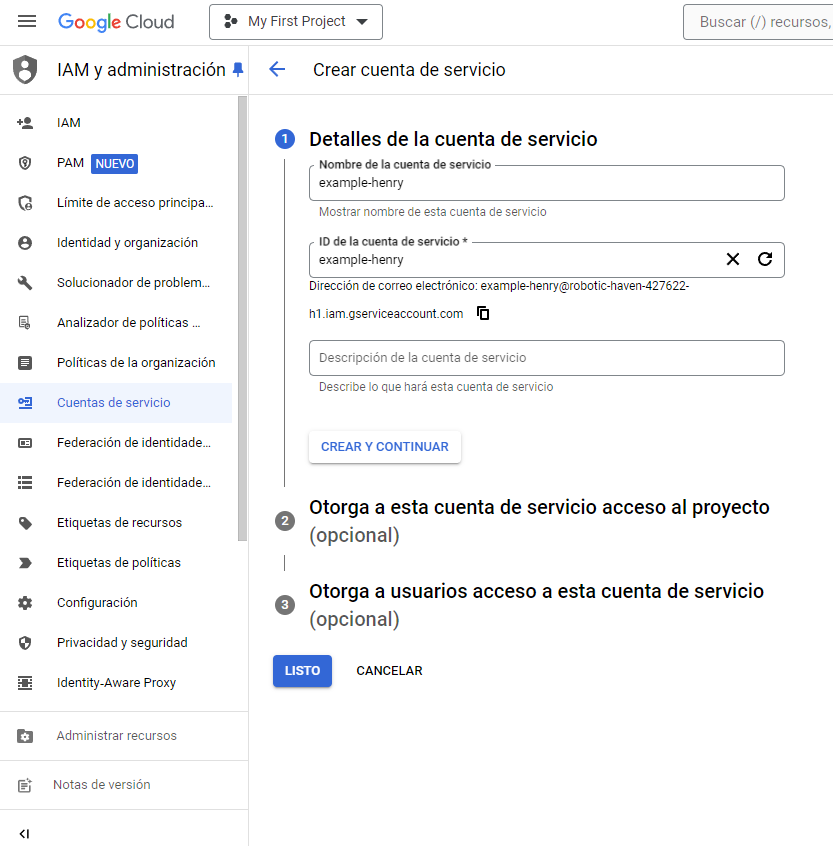 Google Cloud
My First Project
Buscar (/) recursos,
IAM y administración
Crear cuenta de servicio
IAM
PAM NUEVO
Límite de acceso principa...
Identidad y organización
Solucionador de problem...
Analizador de políticas ...
Políticas de la organización
Cuentas de servicio
Federación de identidade...
Federación de identidade...
Etiquetas de recursos
Etiquetas de políticas
Configuración
Privacidad y seguridad
Identity-Aware Proxy
Administrar recursos
Notas de versión
1 Detalles de la cuenta de servicio
Nombre de la cuenta de servicio
example-henry
Mostrar nombre de esta cuenta de servicio
ID de la cuenta de servicio *
example-henry
Dirección de correo electrónico: example-henry@robotic-haven-427622-
h1.iam.gserviceaccount.com
Descripción de la cuenta de servicio
Describe lo que hará esta cuenta de servicio
CREAR Y CONTINUAR
2 Otorga a esta cuenta de servicio acceso al proyecto
(opcional)
3 Otorga a usuarios acceso a esta cuenta de servicio
(opcional)
LISTO CANCELAR